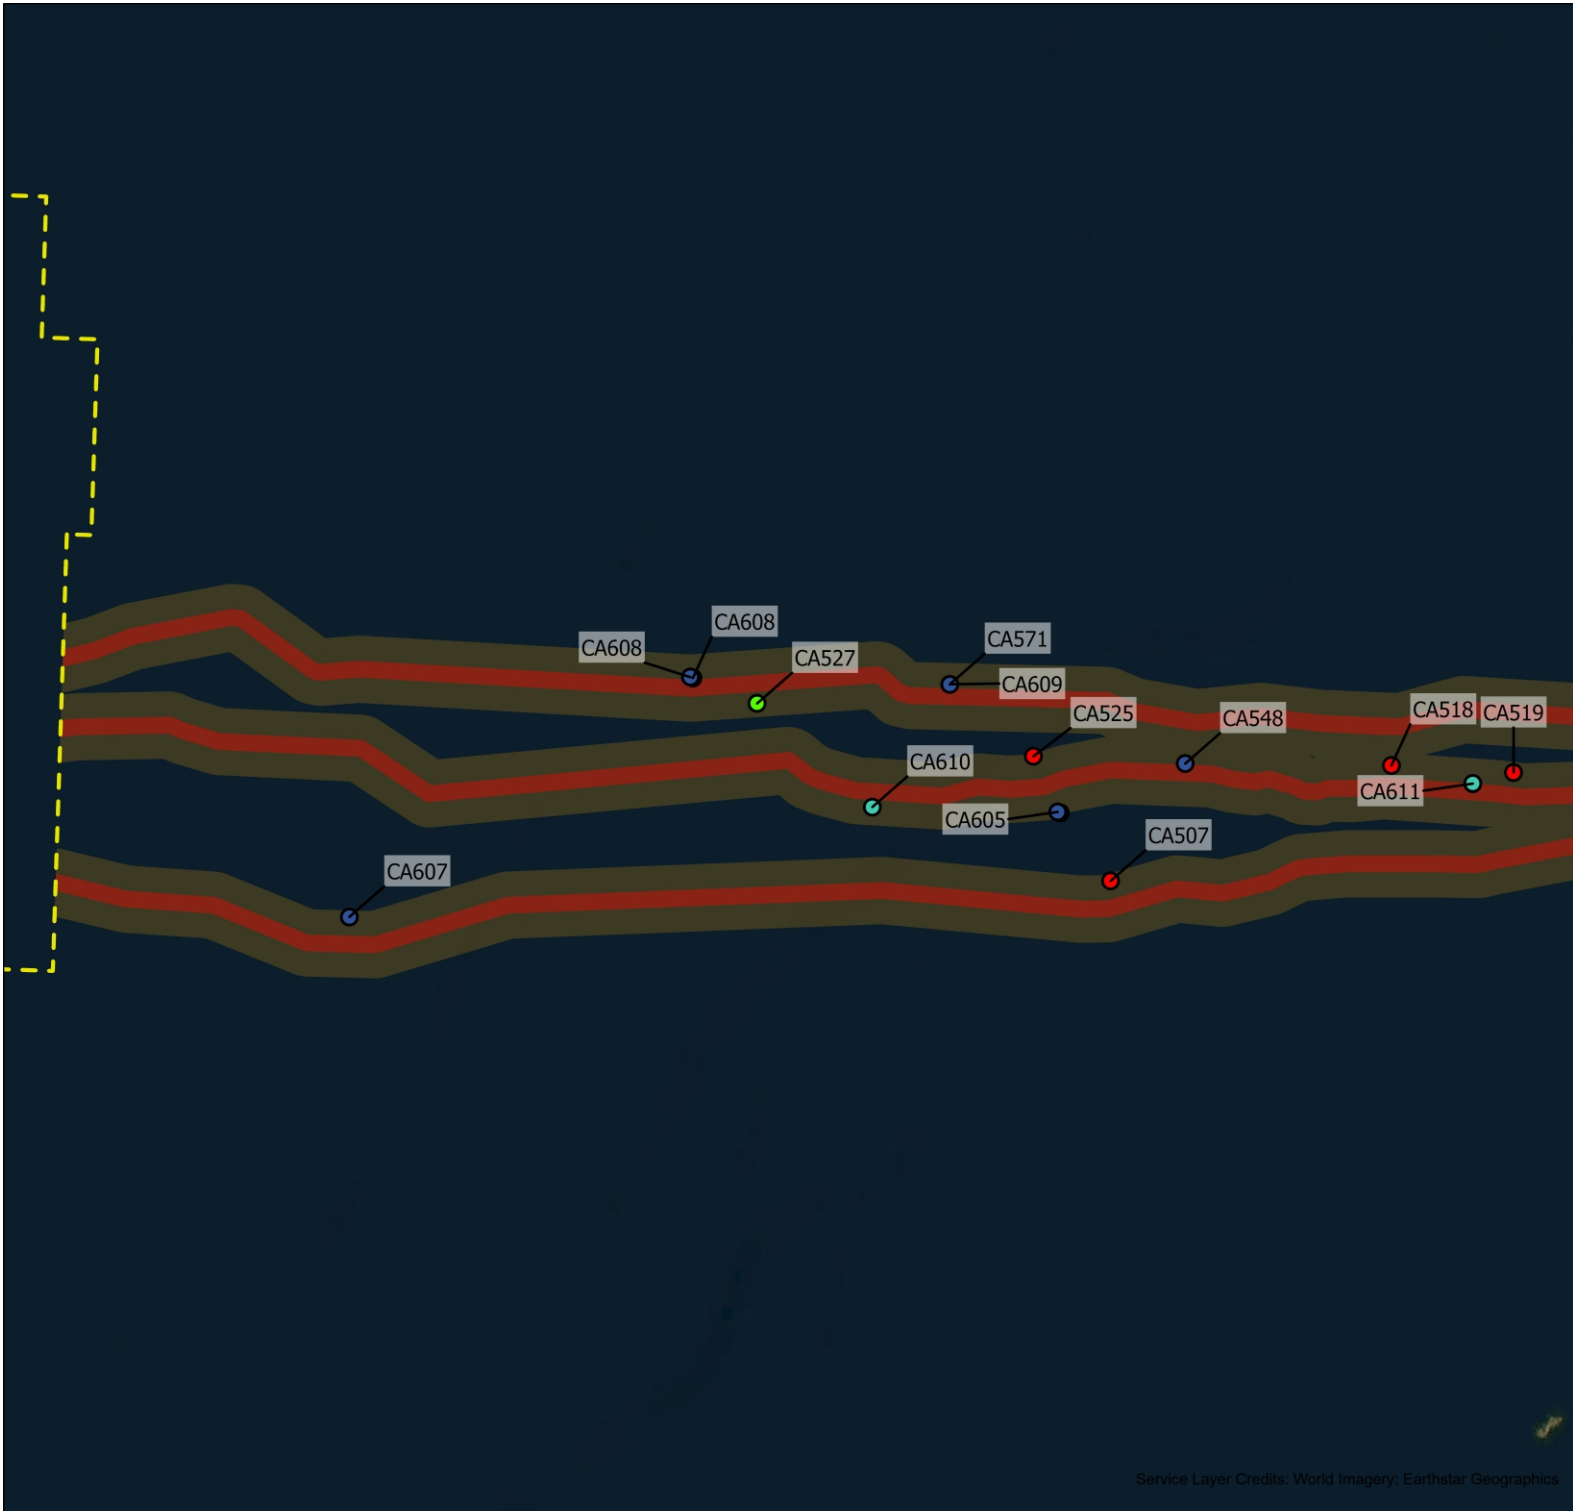 CA608
CA571
CA608
CA527
CA609
CA525
CA518
CA519
CA548
CA610
CA611
CA605
CA507
CA607
Service Layer Credits: World Imagery: Earthstar Geographics